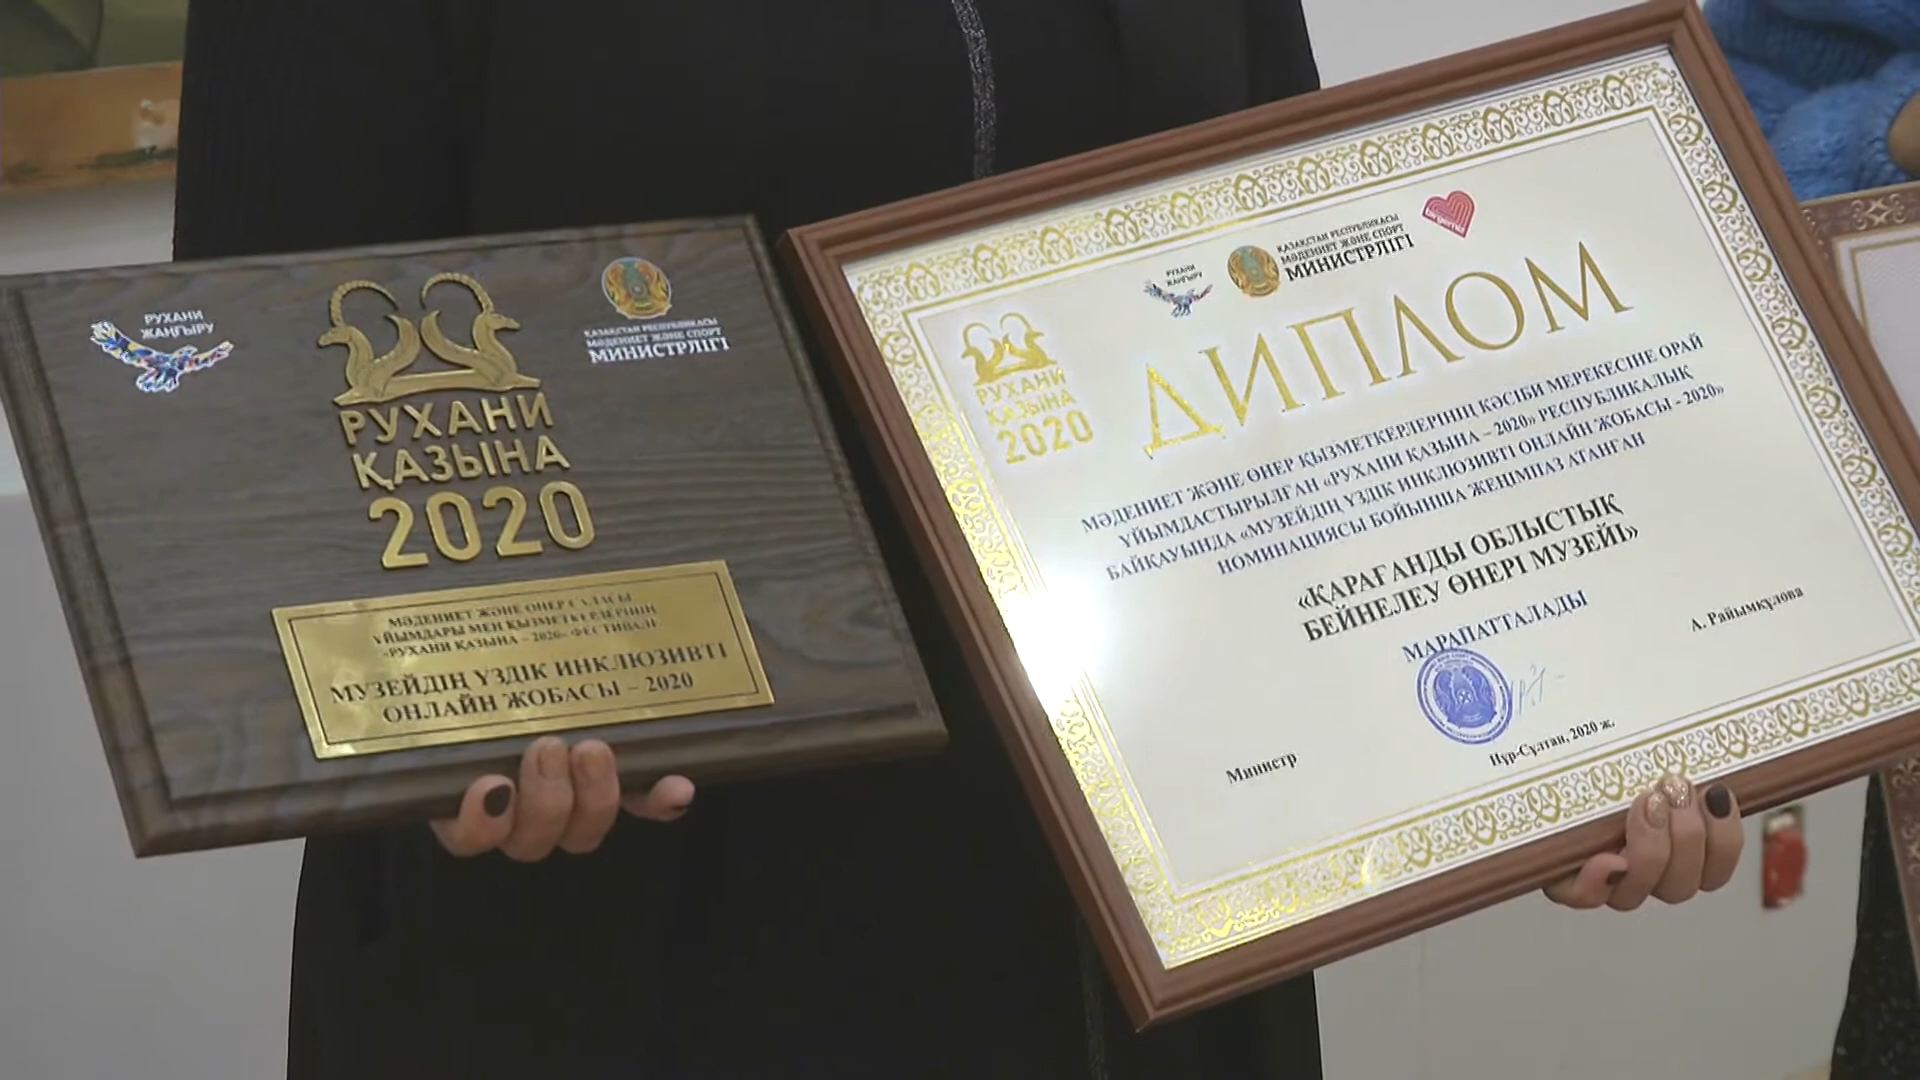 РУХАНИ
ЖАҢҒЫРУ
РУХАНИ
ҚАЗЫНА
2020
ҚАЗАҚСТАН РЕСПУБЛИКАСЫ
МӘДЕНИЕТ ЖӘНЕ СПОРТ
МИНИСТРЛІГІ
МӘДЕНИЕТ ЖӘНЕ ӨНЕР САЛАСЫ
ҰЙЫМДАРЫ МЕН ҚЫЗМЕТКЕРЛЕРІНІҢ
«РУХАНИ ҚАЗЫНА – 2020» ФЕСТИВАЛІ
МУЗЕЙДІҢ ҮЗДІК ИНКЛЮЗИВТІ
ОНЛАЙН ЖОБАСЫ – 2020
РУХАНИ
ҚАЗЫНА
2020
РУХАНИ
ЖАҢҒЫРУ
ҚАЗАҚСТАН РЕСПУБЛИКАСЫ
МӘДЕНИЕТ ЖӘНЕ СПОРТ
МИНИСТРЛІГІ
birgemiz
ДИПЛОМ
МӘДЕНИЕТ ЖӘНЕ ӨНЕР ҚЫЗМЕТКЕРЛЕРІНІҢ КӘСІБИ МЕРЕКЕСІНЕ ОРАЙ
ҰЙЫМДАСТЫРЫЛҒАН «РУХАНИ ҚАЗЫНА – 2020» РЕСПУБЛИКАЛЫҚ
БАЙҚАУЫНДА «МУЗЕЙДІҢ ҮЗДІК ИНКЛЮЗИВТІ ОНЛАЙН ЖОБАСЫ - 2020»
НОМИНАЦИЯСЫ БОЙЫНША ЖЕҢІМПАЗ АТАНҒАН
«ҚАРАҒАНДЫ ОБЛЫСТЫҚ
БЕЙНЕЛЕУ ӨНЕРІ МУЗЕЙІ»
МАРАПАТТАЛАДЫ
Министр
А. Райымқұлова
Нұр-Сұлтан, 2020 ж.